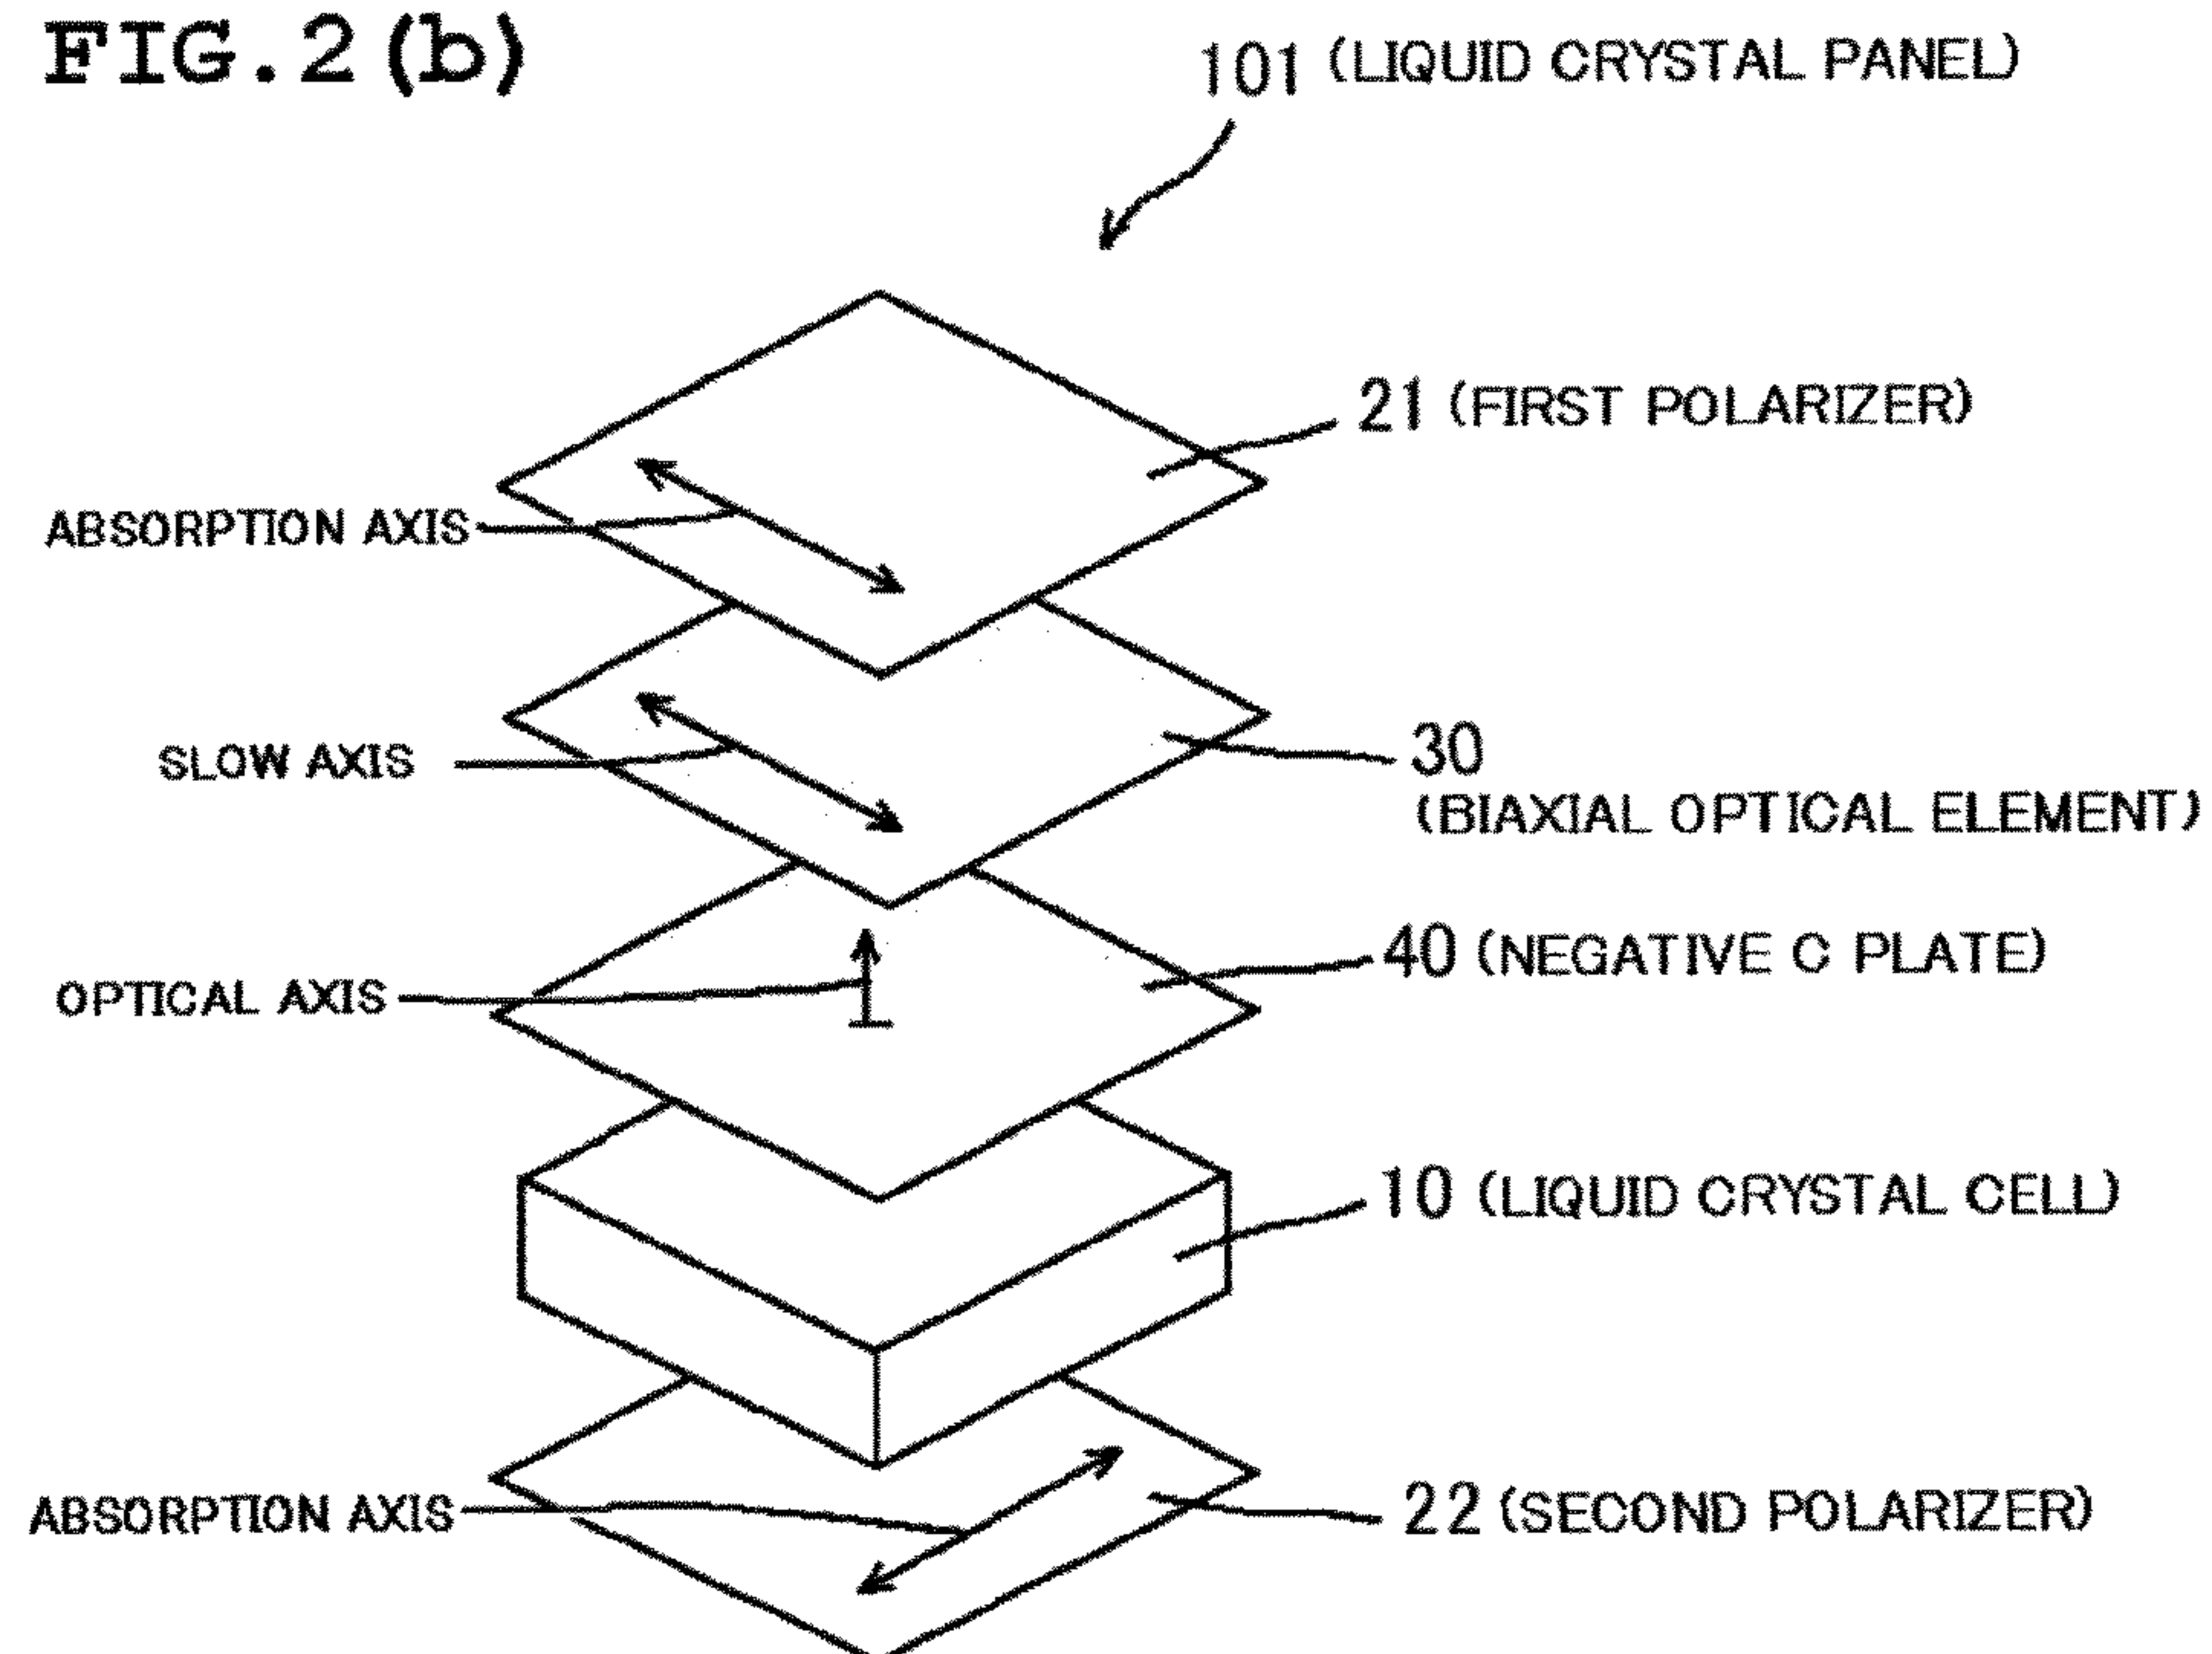 FIG.2(b)
101 (LIQUID CRYSTAL PANEL)
21 (FIRST POLARIZER)
ABSORPTION AXIS
SLOW AXIS
30
(BIAXIAL OPTICAL ELEMENT)
40 (NEGATIVE C PLATE)
OPTICAL AXIS
10 (LIQUID CRYSTAL CELL)
ABSORPTION AXIS
22 (SECOND POLARIZER)